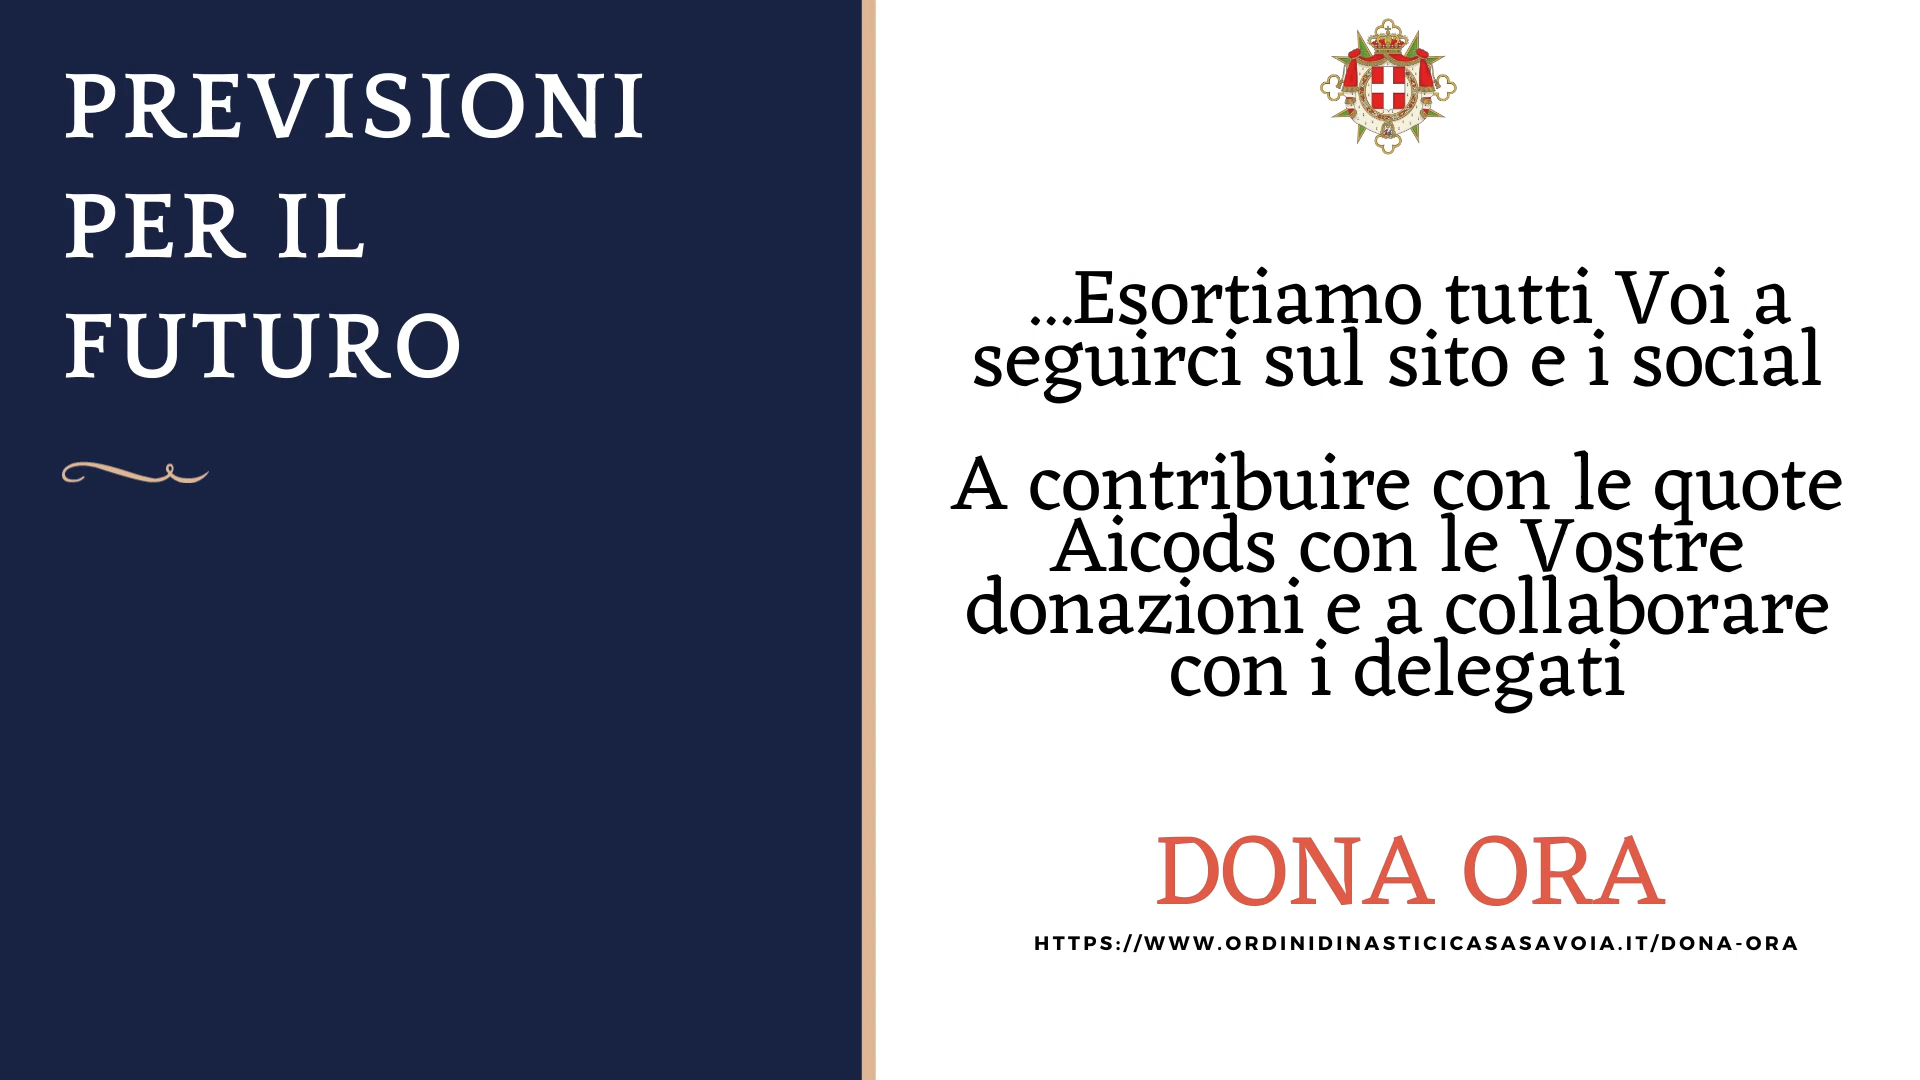 PREVISIONI
PER IL
FUTURO
...Esortiamo tutti Voi a
seguirci sul sito e i social
A contribuire con le quote
Aicods con le Vostre
donazioni e a collaborare
con i delegati
DONA ORA
HTTPS://WWW.ORDINIDINASTICICASASAVOIA.IT/DONA-ORA